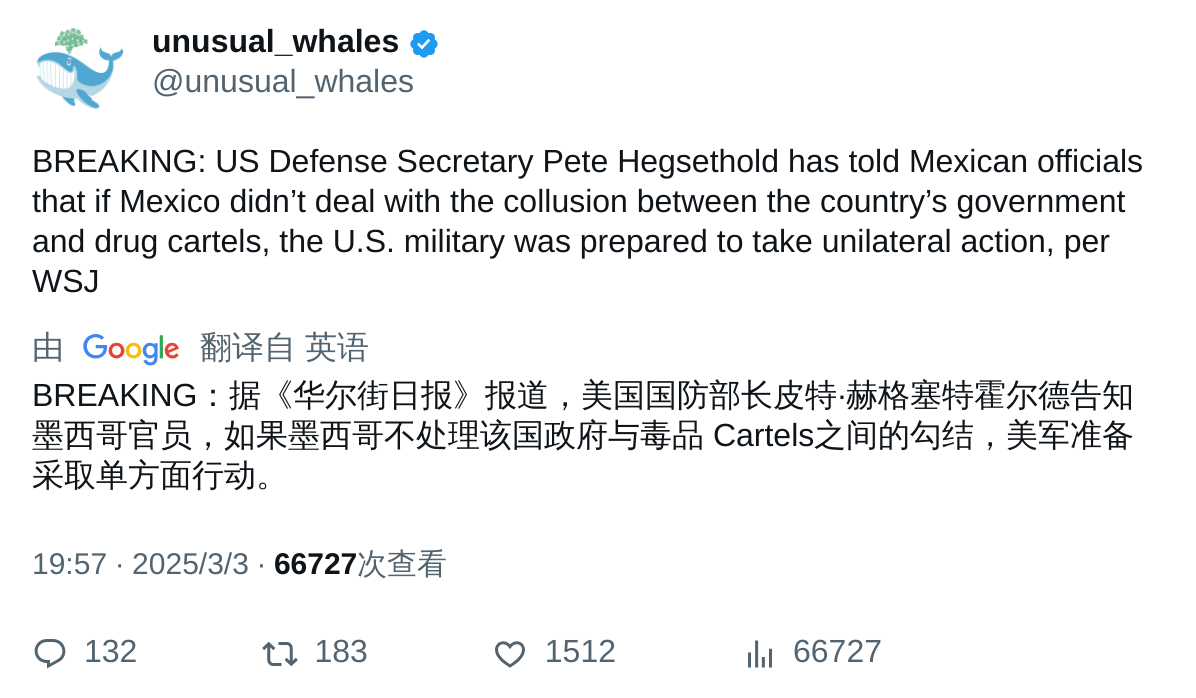 unusual_whales
@unusual_whales
BREAKING: US Defense Secretary Pete Hegsethold has told Mexican officials
that if Mexico didn’t deal with the collusion between the country’s government
and drug cartels, the U.S. military was prepared to take unilateral action, per
WSJ
由 Google 翻译自 英语
BREAKING：据《华尔街日报》报道，美国国防部长皮特·赫格塞特霍尔德告知
墨西哥官员，如果墨西哥不处理该国政府与毒品 Cartels之间的勾结，美军准备
采取单方面行动。
19:57 · 2025/3/3 · 66727次查看
132 183 1512 66727